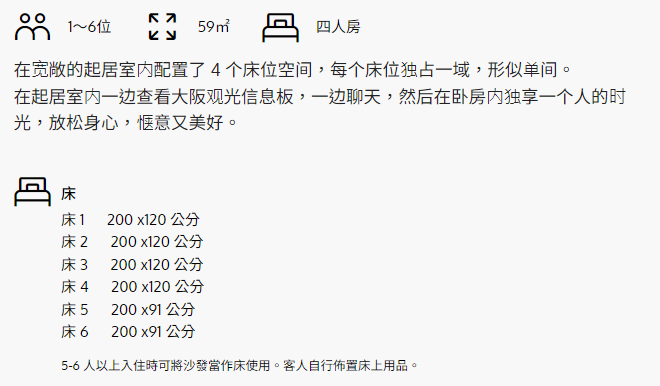 1～6位 59㎡ 四人房
在宽敞的起居室内配置了 4 个床位空间，每个床位独占一域，形似单间。
在起居室内一边查看大阪观光信息板，一边聊天，然后在卧房内独享一个人的时
光，放松身心，惬意又美好。
床
床 1 200 x120 公分
床 2 200 x120 公分
床 3 200 x120 公分
床 4 200 x120 公分
床 5 200 x91 公分
床 6 200 x91 公分
5-6 人以上入住時可將沙發當作床使用。客人自行佈置床上用品。